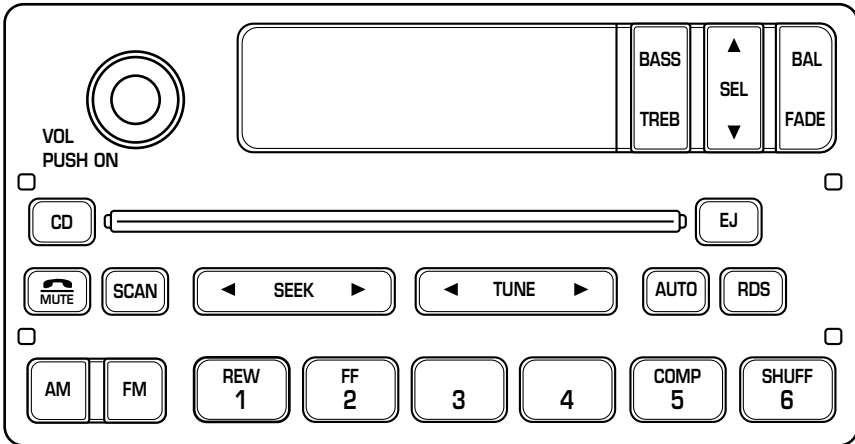 BASS
TREB
▲
SEL
▼
BAL
FADE
VOL
PUSH ON
CD
EJ
MUTE
SCAN
◄ SEEK ►
◄ TUNE ►
AUTO
RDS
AM
FM
REW
1
FF
2
3
4
COMP
5
SHUFF
6